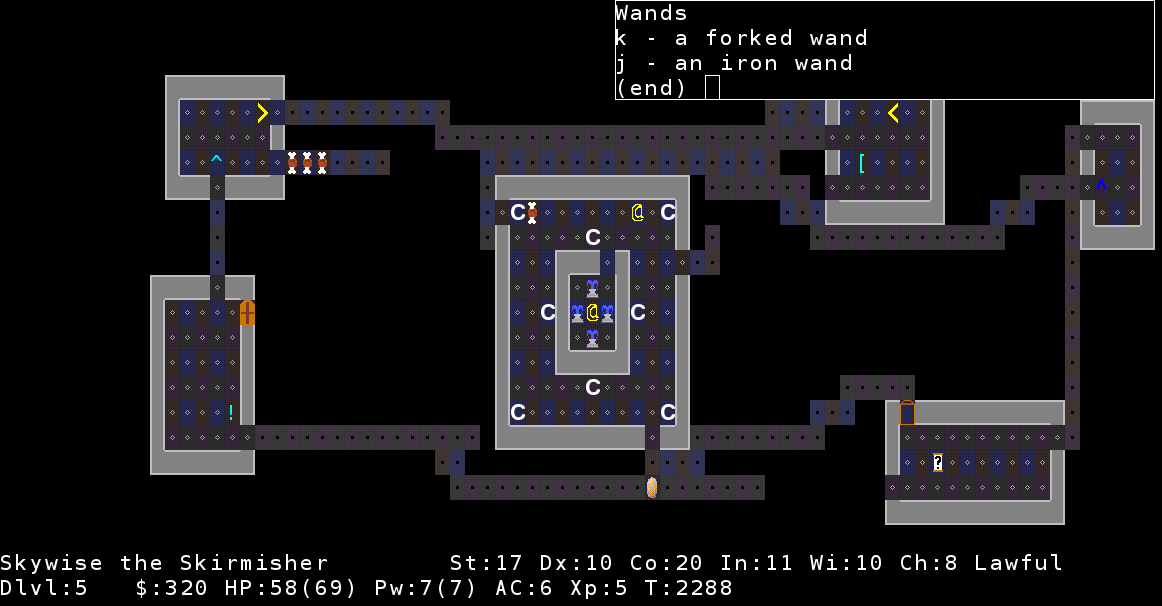 Wands
k - a forked wand
j - an iron wand
(end)
> < ^ [ ^
C @ C
C
C @ C
! C
C C
?
Skywise the Skirmisher St:17 Dx:10 Co:20 In:11 Wi:10 Ch:8 Lawful
Dlvl:5 $:320 HP:58(69) Pw:7(7) AC:6 Xp:5 T:2288